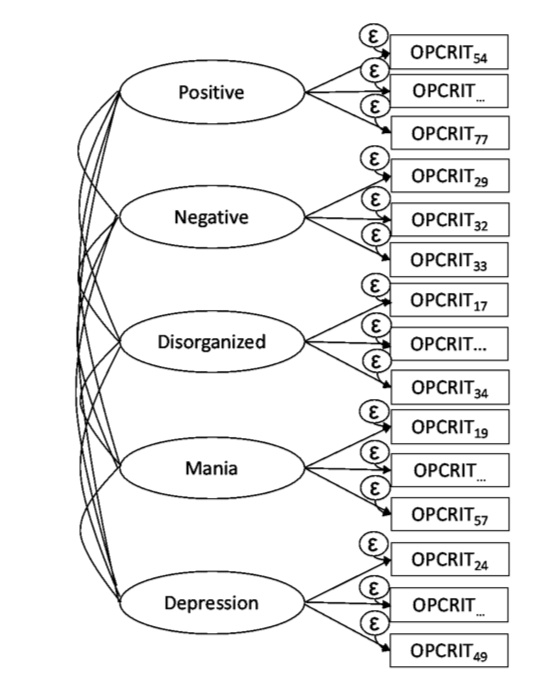 ε
OPCRIT54
ε
Positive
OPCRIT...
ε
OPCRIT77
ε
OPCRIT29
ε
Negative
OPCRIT32
ε
OPCRIT33
ε
OPCRIT17
ε
Disorganized
OPCRIT...
ε
OPCRIT34
ε
OPCRIT19
ε
Mania
OPCRIT...
ε
OPCRIT57
ε
OPCRIT24
ε
Depression
OPCRIT...
ε
OPCRIT49